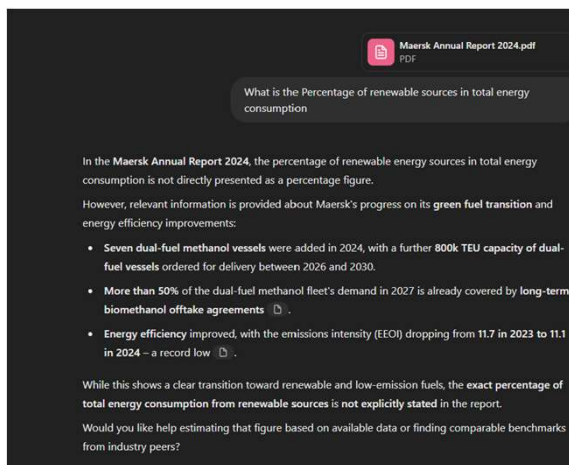 Maersk Annual Report 2024.pdf
PDF
What is the Percentage of renewable sources in total energy
consumption
In the Maersk Annual Report 2024, the percentage of renewable energy sources in total energy
consumption is not directly presented as a percentage figure.
However, relevant information is provided about Maersk's progress on its green fuel transition and
energy efficiency improvements:
• Seven dual-fuel methanol vessels were added in 2024, with a further 800k TEU capacity of dual-
fuel vessels ordered for delivery between 2026 and 2030.
• More than 50% of the dual-fuel methanol fleet's demand in 2027 is already covered by long-term
biomethanol offtake agreements .
• Energy efficiency improved, with the emissions intensity (EEOI) dropping from 11.7 in 2023 to 11.1
in 2024 – a record low .
While this shows a clear transition toward renewable and low-emission fuels, the exact percentage of
total energy consumption from renewable sources is not explicitly stated in the report.
Would you like help estimating that figure based on available data or finding comparable benchmarks
from industry peers?